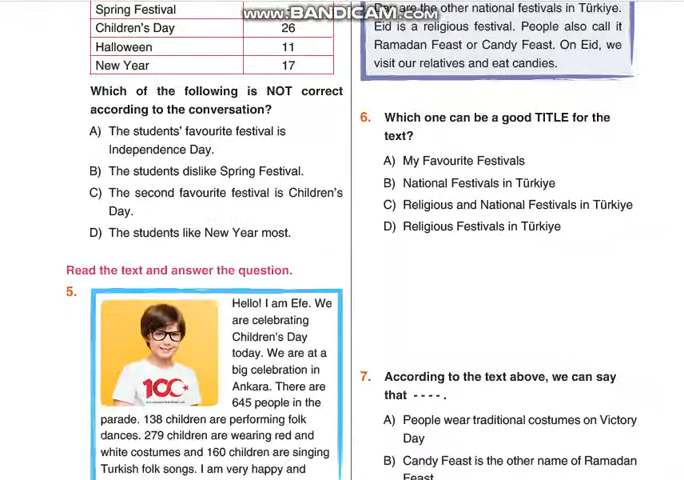 www.BANDICAM.com
Spring Festival
Children's Day 26
Halloween 11
New Year 17
Which of the following is NOT correct
according to the conversation?
A) The students' favourite festival is
Independence Day.
B) The students dislike Spring Festival.
C) The second favourite festival is Children's
Day.
D) The students like New Year most.
Read the text and answer the question.
5.
Hello! I am Efe. We
are celebrating
Children's Day
today. We are at a
big celebration in
Ankara. There are
645 people in the
parade. 138 children are performing folk
dances. 279 children are wearing red and
white costumes and 160 children are singing
Turkish folk songs. I am very happy and
100
are the other national festivals in Türkiye.
Eid is a religious festival. People also call it
Ramadan Feast or Candy Feast. On Eid, we
visit our relatives and eat candies.
6. Which one can be a good TITLE for the
text?
A) My Favourite Festivals
B) National Festivals in Türkiye
C) Religious and National Festivals in Türkiye
D) Religious Festivals in Türkiye
7. According to the text above, we can say
that - - - - .
A) People wear traditional costumes on Victory
Day
B) Candy Feast is the other name of Ramadan
Feast